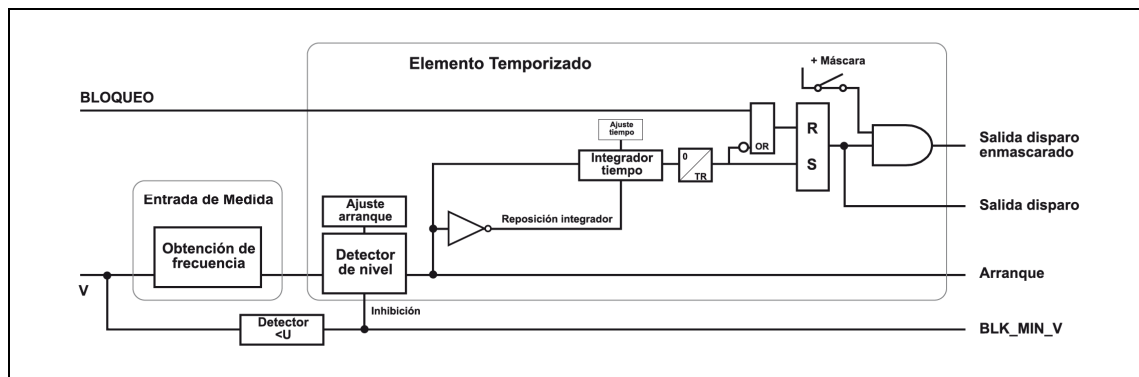 Elemento Temporizado
+ Máscara
BLOQUEO
Ajuste
tiempo
R
OR
Integrador
tiempo
0
TR
S
Salida disparo
enmascarado
Entrada de Medida
Ajuste
arranque
Reposición integrador
Salida disparo
Obtención de
frecuencia
Detector
de nivel
Arranque
V
Inhibición
Detector
<U
BLK_MIN_V